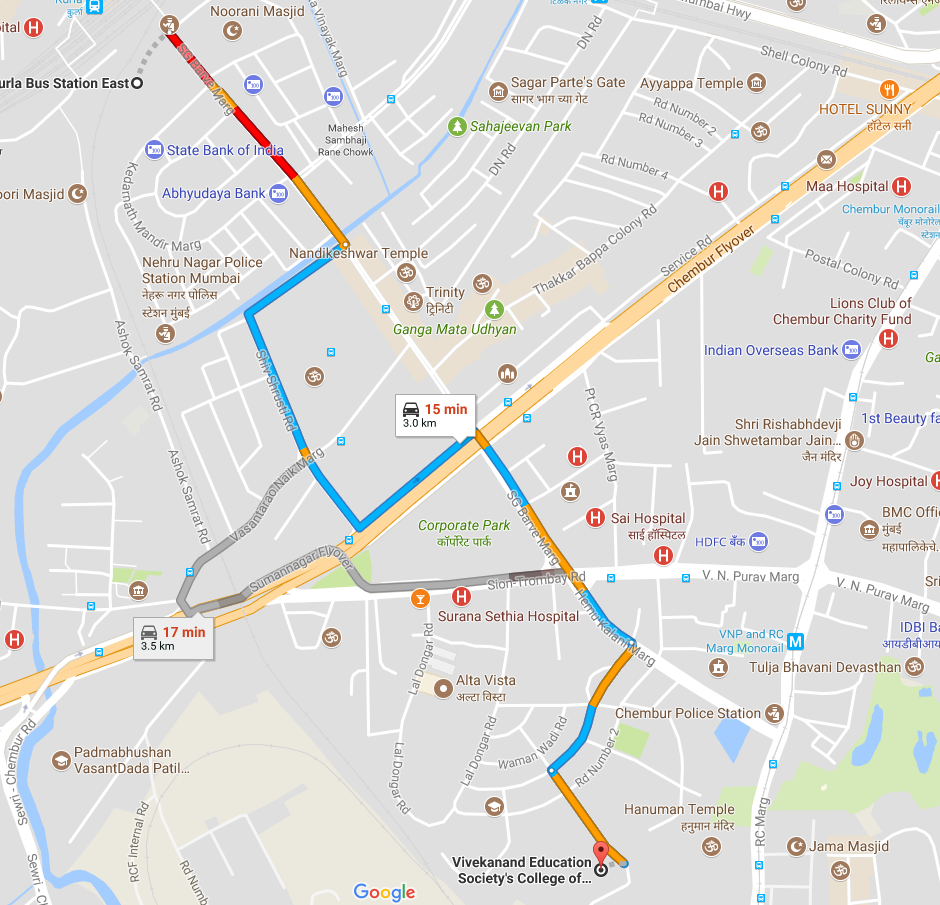 Noorani Masjid
Kurla
कुर्ला
Mumbai Hwy
Shell Colony Rd
DN Rd
SG Barve Marg
urla Bus Station East
Sagar Parte's Gate
सागर भाग च्या गेट
Ayyappa Temple
HOTEL SUNNY
हॉटेल सनी
Rd Number 2
Rd Number 3
Mahesh
Sambhaji
Rane Chowk
Sahajeevan Park
State Bank of India
DN Rd
Rd Number 4
Kedarnath Mandir Marg
Abhyudaya Bank
oori Masjid
Maa Hospital
Chembur Monorail
चेंबूर मोनोरेल
स्टेशन
Nandikeshwar Temple
Service Rd
Chembur Flyover
Thakkar Bappa Colony Rd
Postal Colony Rd
Nehru Nagar Police
Station Mumbai
नेहरू नगर पोलिस
स्टेशन मुंबई
Trinity
ट्रिनिटी
Ganga Mata Udhyan
Lions Club of
Chembur Charity Fund
Indian Overseas Bank
Ashok Samrat Rd
Shiv Shrusti Rd
15 min
3.0 km
Pt CR Vyas Marg
Shri Rishabhdevji
Jain Shwetambar Jain...
जैन मंदिर
1st Beauty fa
Ashok Samrat Rd
Vasantarao Naik Marg
SG Barve Marg
Joy Hospital
Corporate Park
कॉर्पोरेट पार्क
Sai Hospital
साई हॉस्पिटल
HDFC बँक
BMC Offic
मुंबई
महापालिकेचे.
Sumannagar Flyover
Sion-Trombay Rd
V. N. Purav Marg
V. N. Purav Marg
Sri
Surana Sethia Hospital
Hemu Kalani Marg
17 min
3.5 km
IDBI Ba
आयडीबीआय
VNP and RC
Marg Monorail
Tulja Bhavani Devasthan
Lal Dongar Rd
Alta Vista
अल्टा विस्टा
Chembur Police Station
Sewri - Chembur Rd
Padmabhushan
VasantDada Patil...
Lal Dongar Rd
Lal Dongar Rd
Waman Wadi Rd
Rd Number 2
RCF Internal Rd
Hanuman Temple
हनुमान मंदिर
RC Marg
Jama Masjid
Sewri - C
Rd Numb
Vivekanand Education
Society's College of...
Google